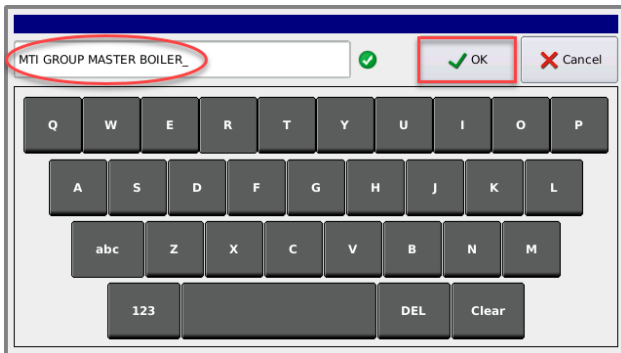 MTI GROUP MASTER BOILER_ OK Cancel
Q W E R T Y U I O P
A S D F G H J K L
abc Z X C V B N M
123 DEL Clear